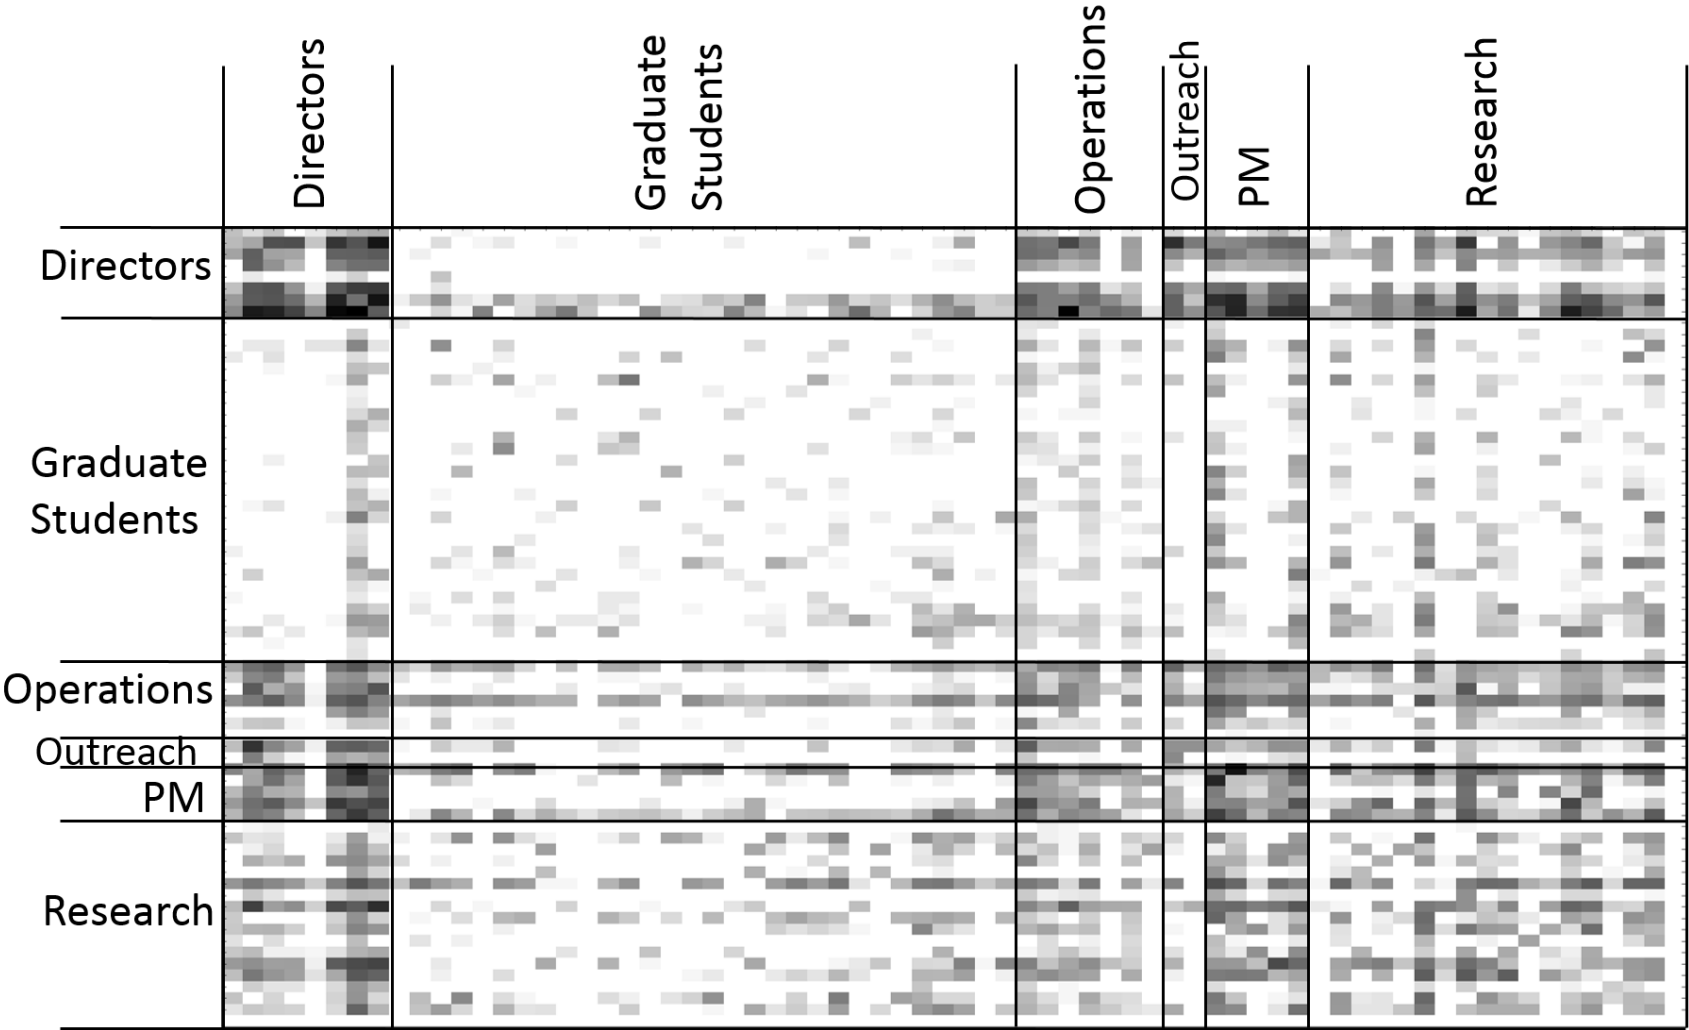 Directors
Graduate
Students
Operations
Outreach
PM
Research
Directors
Graduate
Students
Operations
Outreach
PM
Research